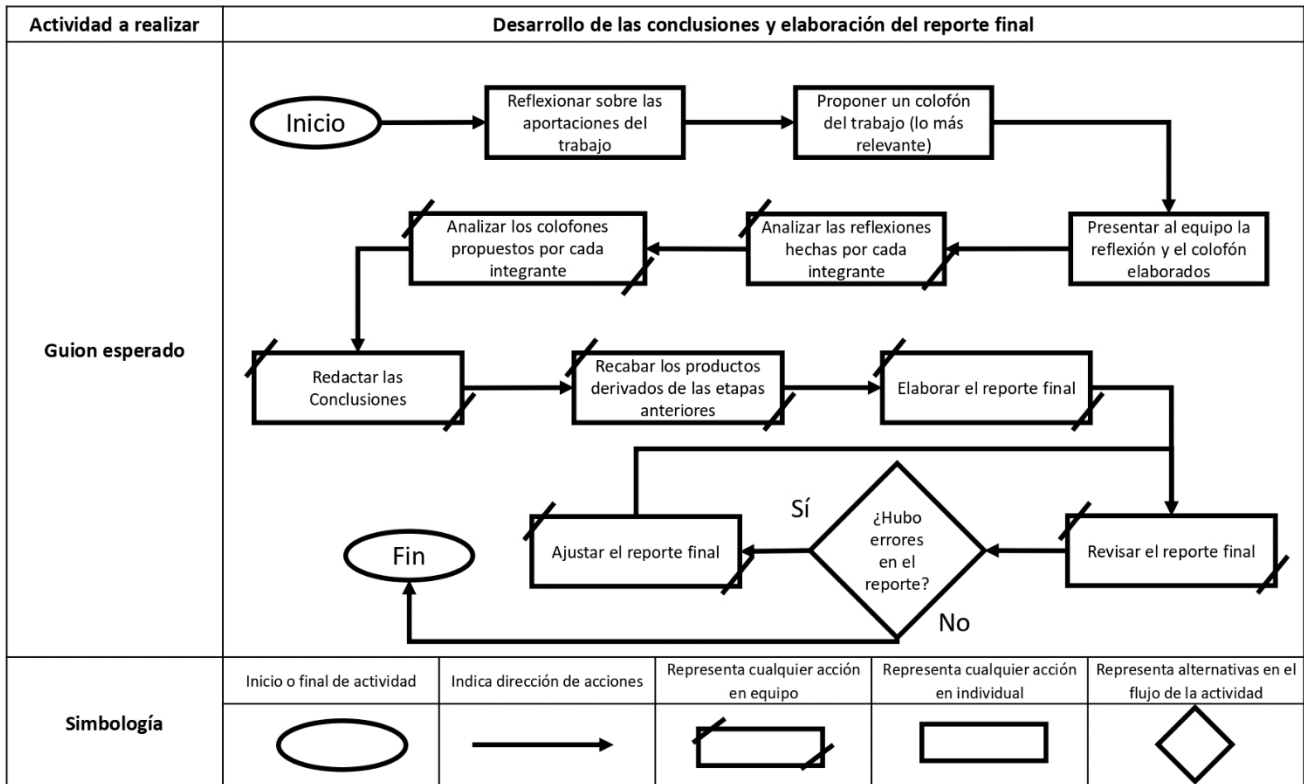 Actividad a realizar
Desarrollo de las conclusiones y elaboración del reporte final
Guion esperado
Inicio
Reflexionar sobre las
aportaciones del
trabajo
Proponer un colofón
del trabajo (lo más
relevante)
Presentar al equipo la
reflexión y el colofón
elaborados
Analizar las reflexiones
hechas por cada
integrante
Analizar los colofones
propuestos por cada
integrante
Redactar las
Conclusiones
Recabar los productos
derivados de las etapas
anteriores
Elaborar el reporte final
Revisar el reporte final
¿Hubo
errores
en el
reporte?
Sí
Ajustar el reporte final
No
Fin
Simbología
Inicio o final de actividad
Indica dirección de acciones
Representa cualquier acción
en equipo
Representa cualquier acción
en individual
Representa alternativas en el
flujo de la actividad